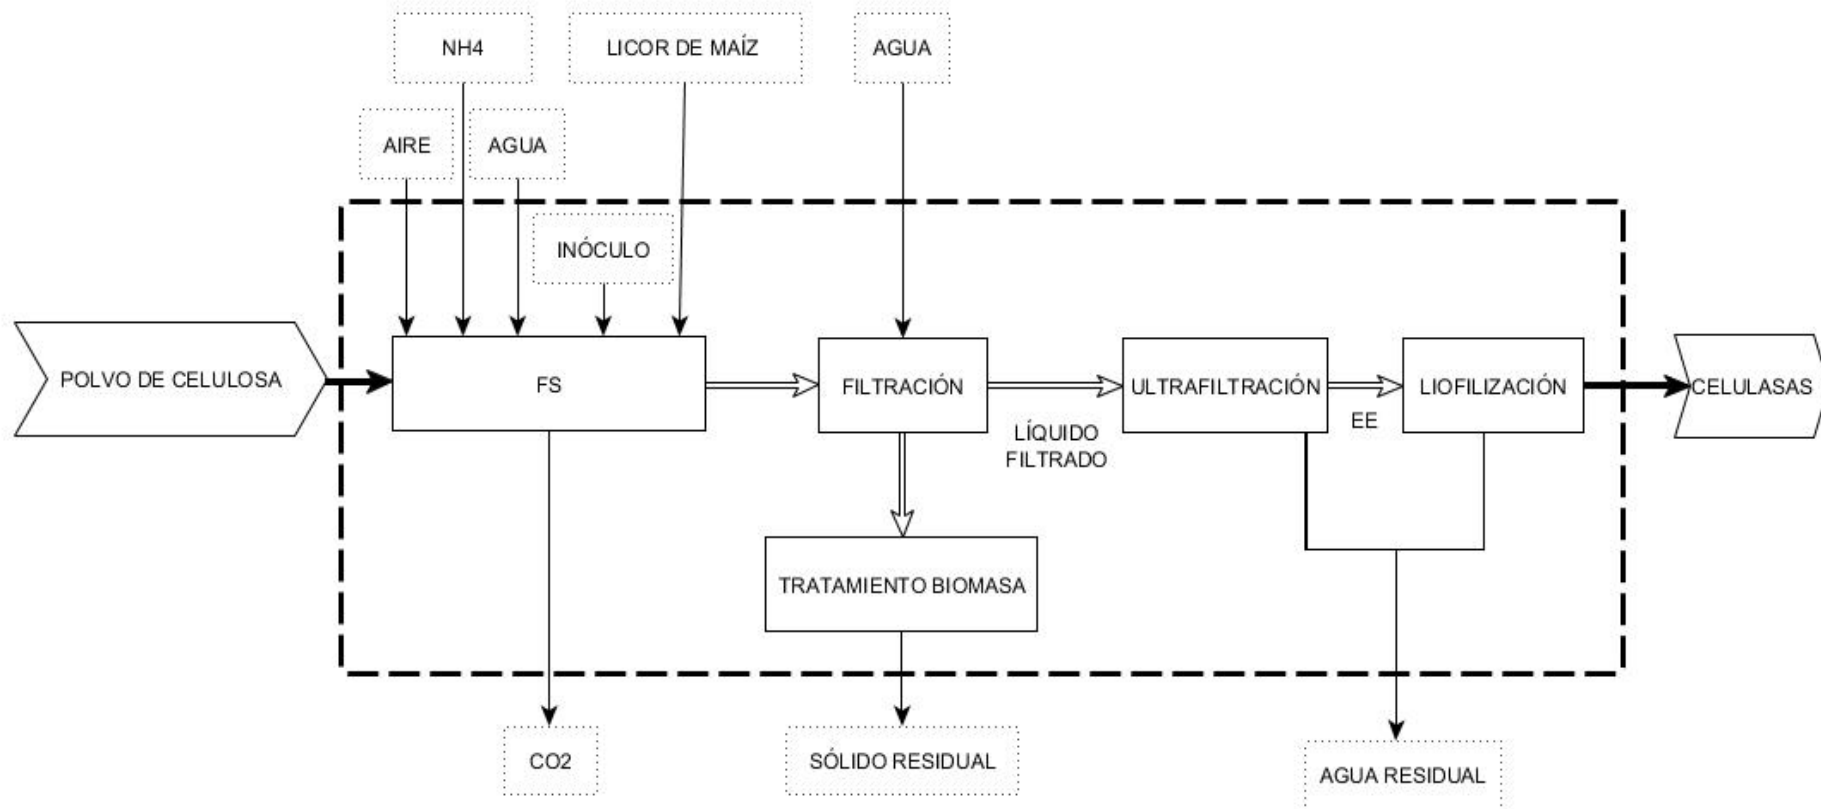 NH4
LICOR DE MAÍZ
AGUA
AIRE
AGUA
INÓCULO
POLVO DE CELULOSA
FS
FILTRACIÓN
ULTRAFILTRACIÓN
LIOFILIZACIÓN
CELULASAS
LÍQUIDO
FILTRADO
EE
TRATAMIENTO BIOMASA
CO2
SÓLIDO RESIDUAL
AGUA RESIDUAL